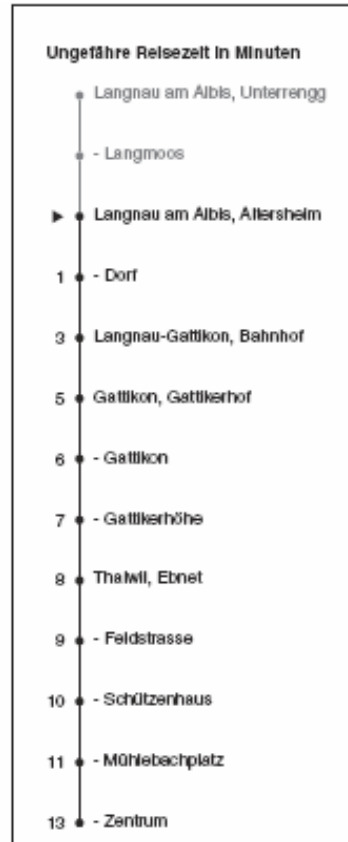 Ungefähre Reisezeit in Minuten
Langnau am Albis, Unterrengg
- Langmoos
Langnau am Albis, Altersheim
1 - Dorf
3 Langnau-Gattikon, Bahnhof
5 Gattikon, Gattikerhof
6 - Gattikon
7 - Gattikerhöhe
8 Thalwil, Ebnet
9 - Feldstrasse
10 - Schützenhaus
11 - Mühlebachplatz
13 - Zentrum